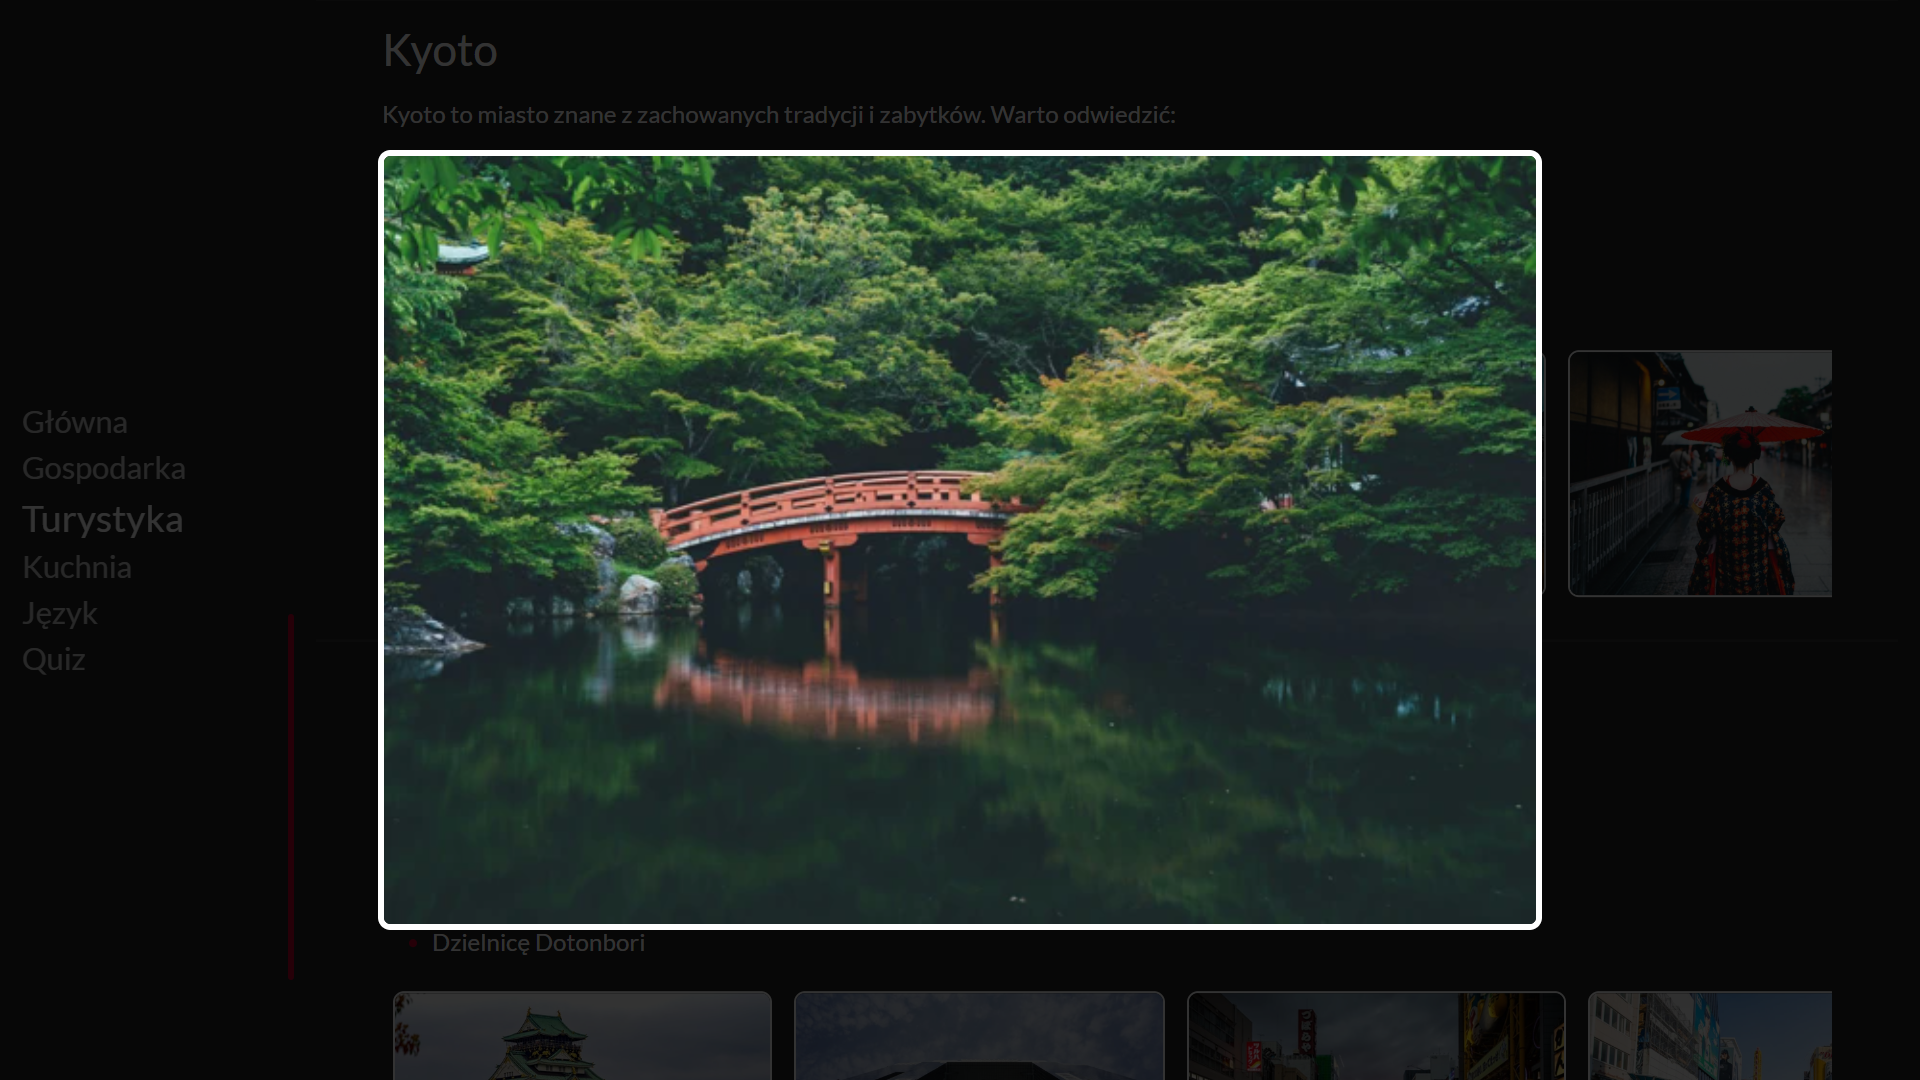 Kyoto
Kyoto to miasto znane z zachowanych tradycji i zabytków. Warto odwiedzić:
Główna
Gospodarka
Turystyka
Kuchnia
Język
Quiz
Dzielnicę Dotonbori